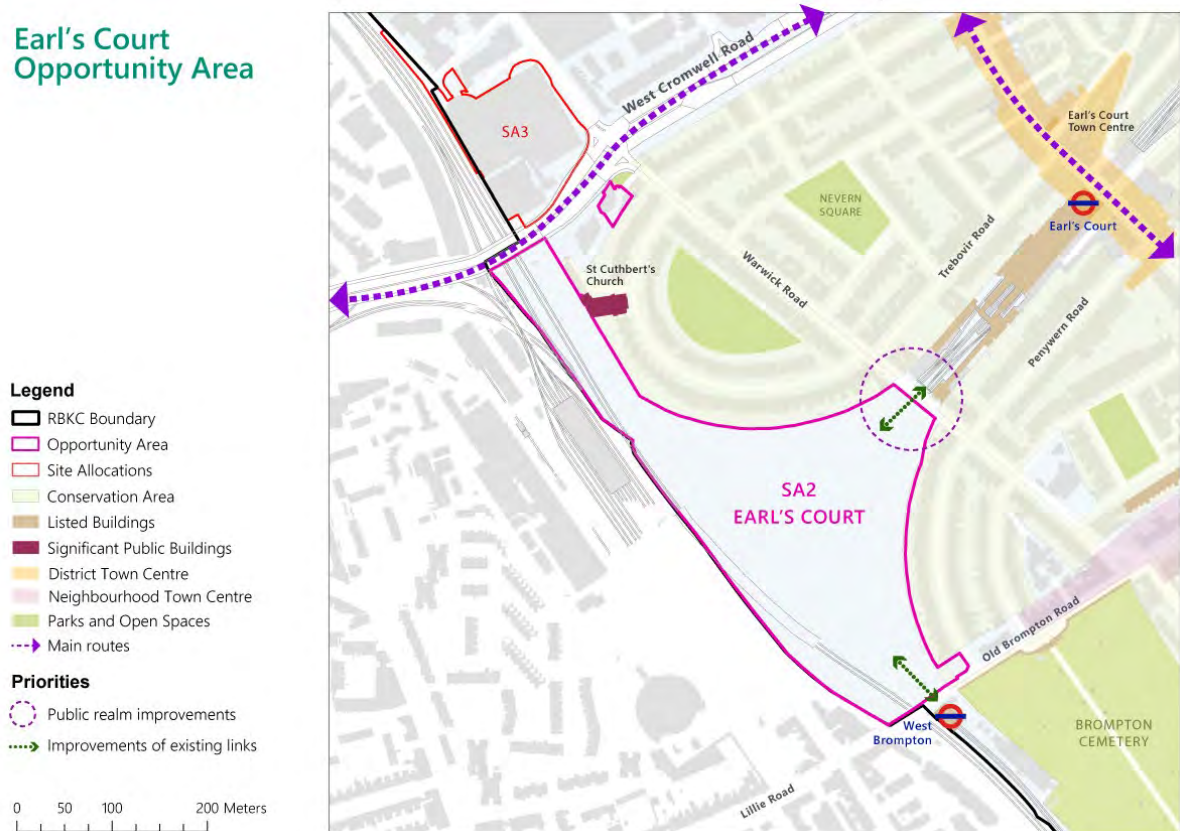 Earl's Court
Opportunity Area
Legend
RBKC Boundary
Opportunity Area
Site Allocations
Conservation Area
Listed Buildings
Significant Public Buildings
District Town Centre
Neighbourhood Town Centre
Parks and Open Spaces
Main routes
Priorities
Public realm improvements
Improvements of existing links
0 50 100 200 Meters
West Cromwell Road
SA3
Earl's Court
Town Centre
NEVERN
SQUARE
Earl's Court
Trebovir Road
Warwick Road
St Cuthbert's
Church
Penywern Road
SA2
EARL'S COURT
Old Brompton Road
West
Brompton
BROMPTON
CEMETERY
Lillie Road